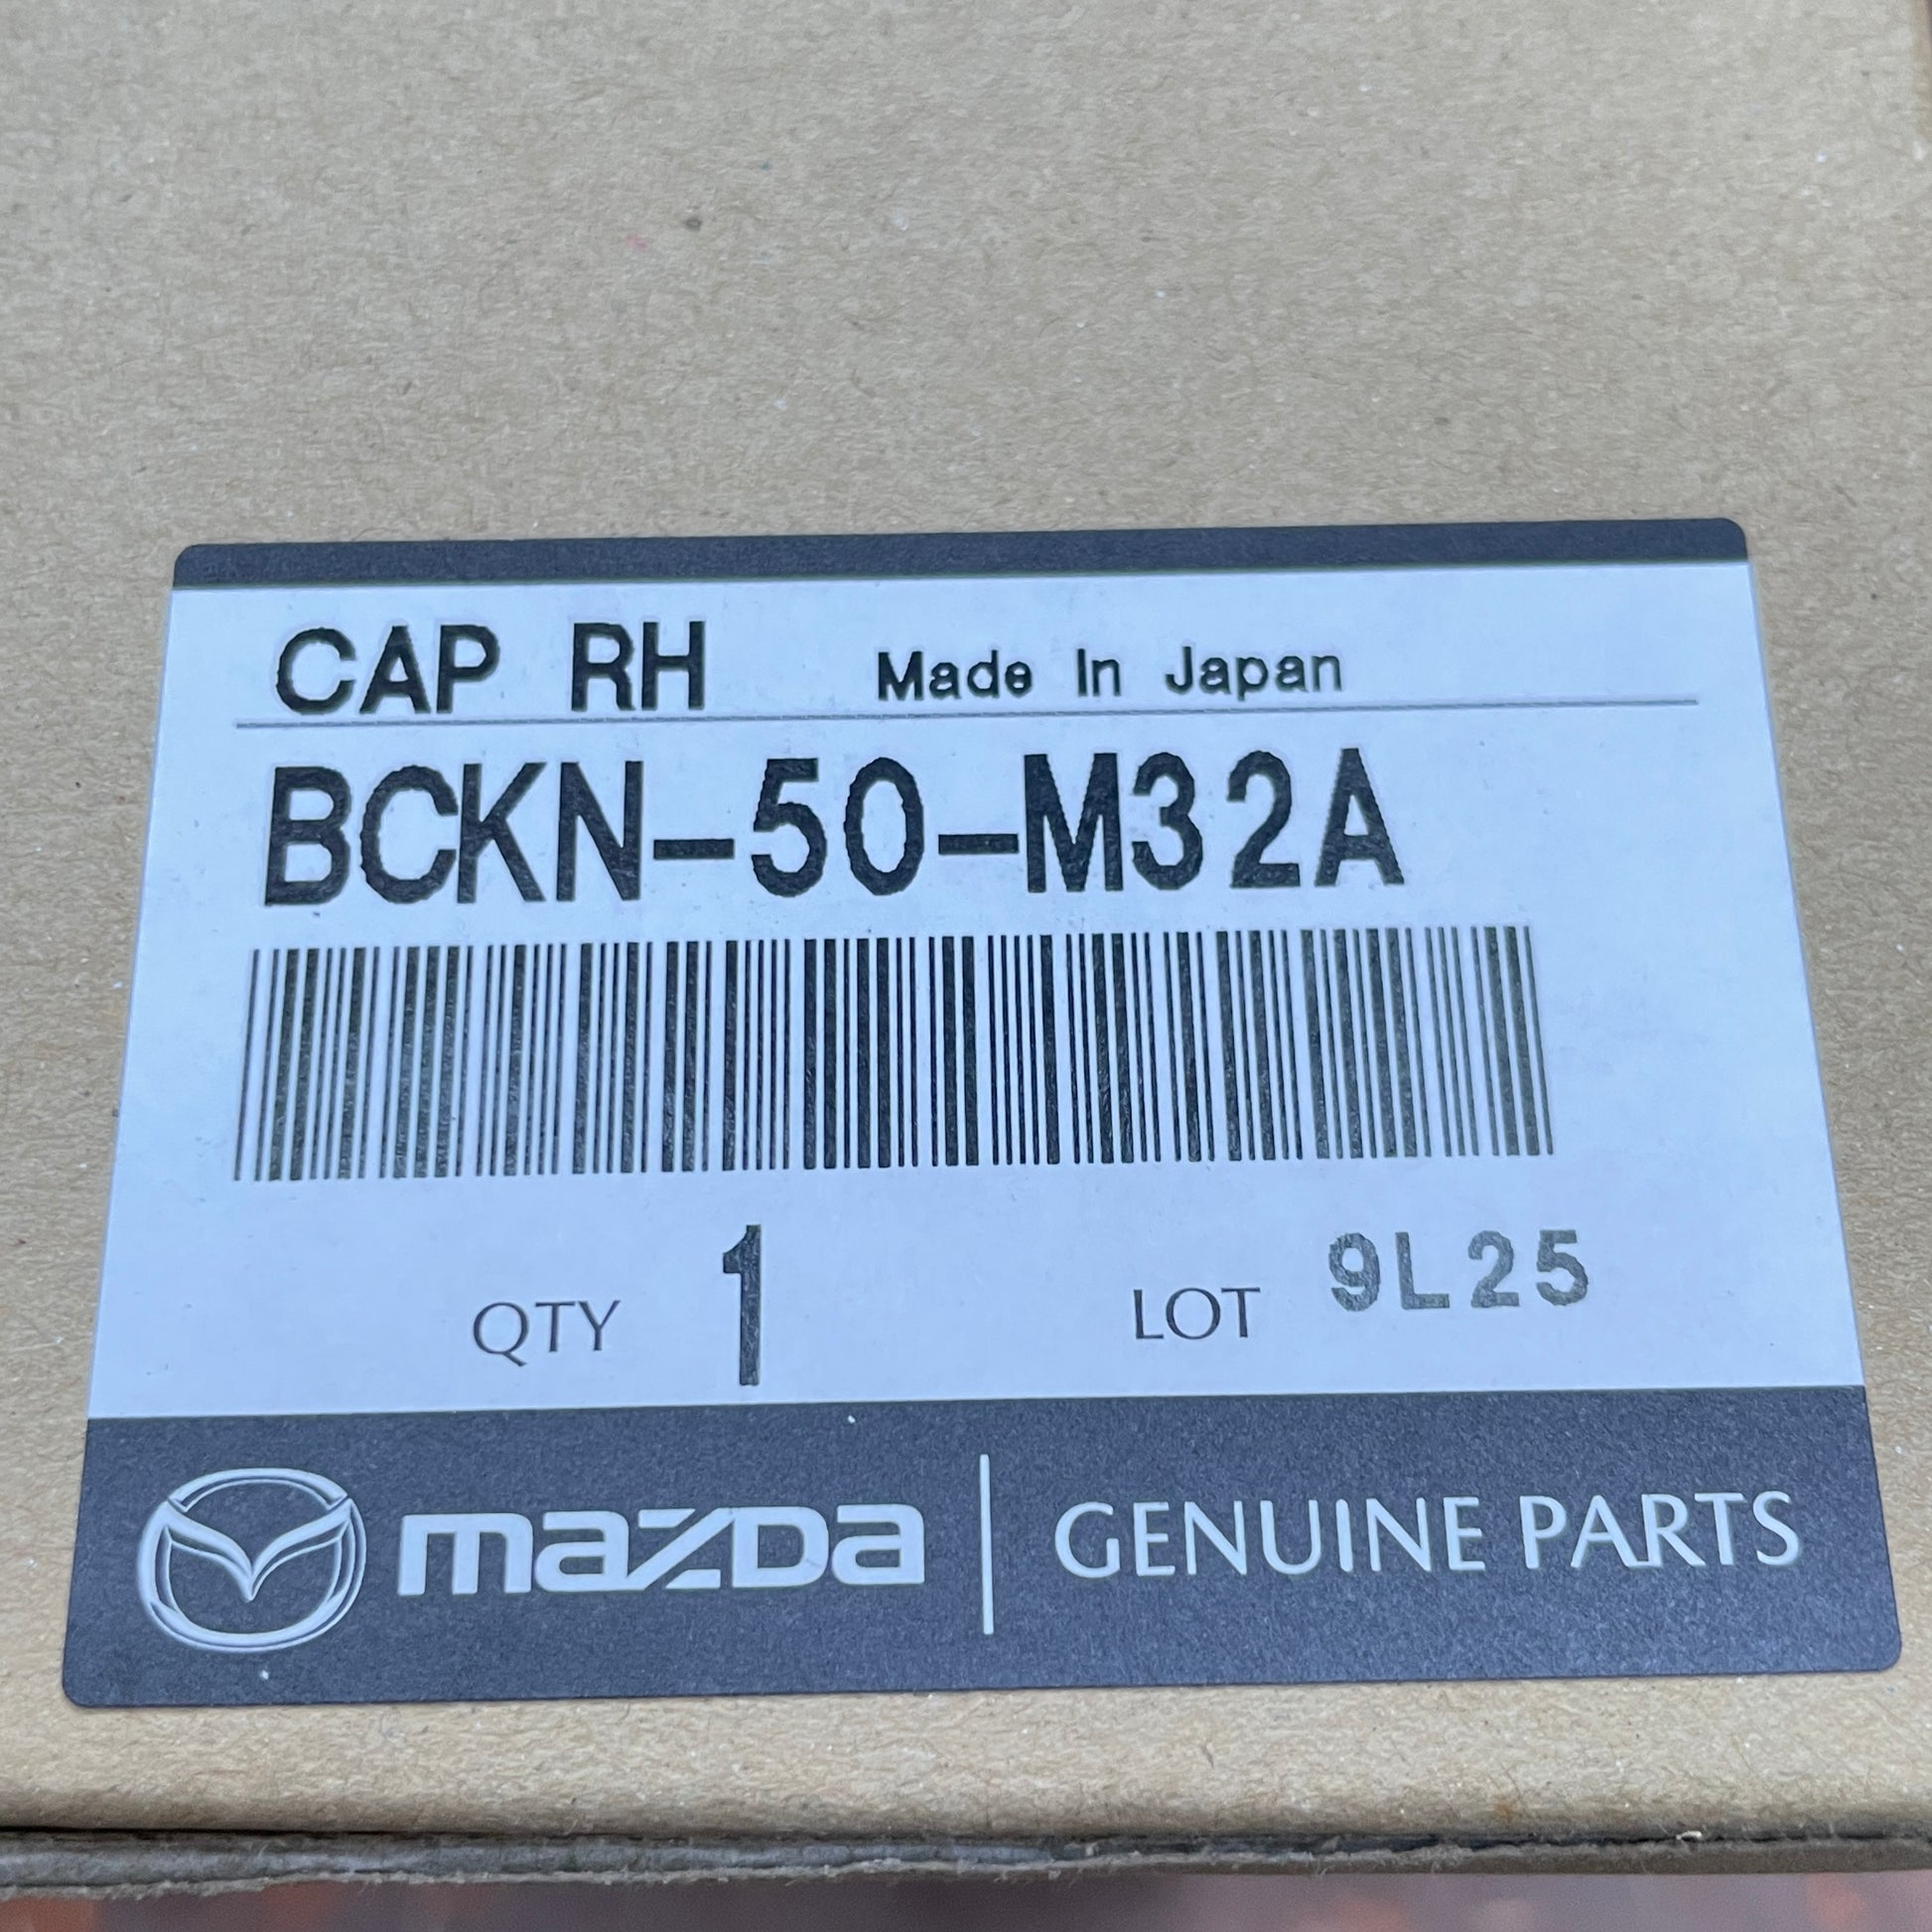 CAP RH Made In Japan
BCKN-50-M32A
QTY 1 LOT 9L25
mazda GENUINE PARTS